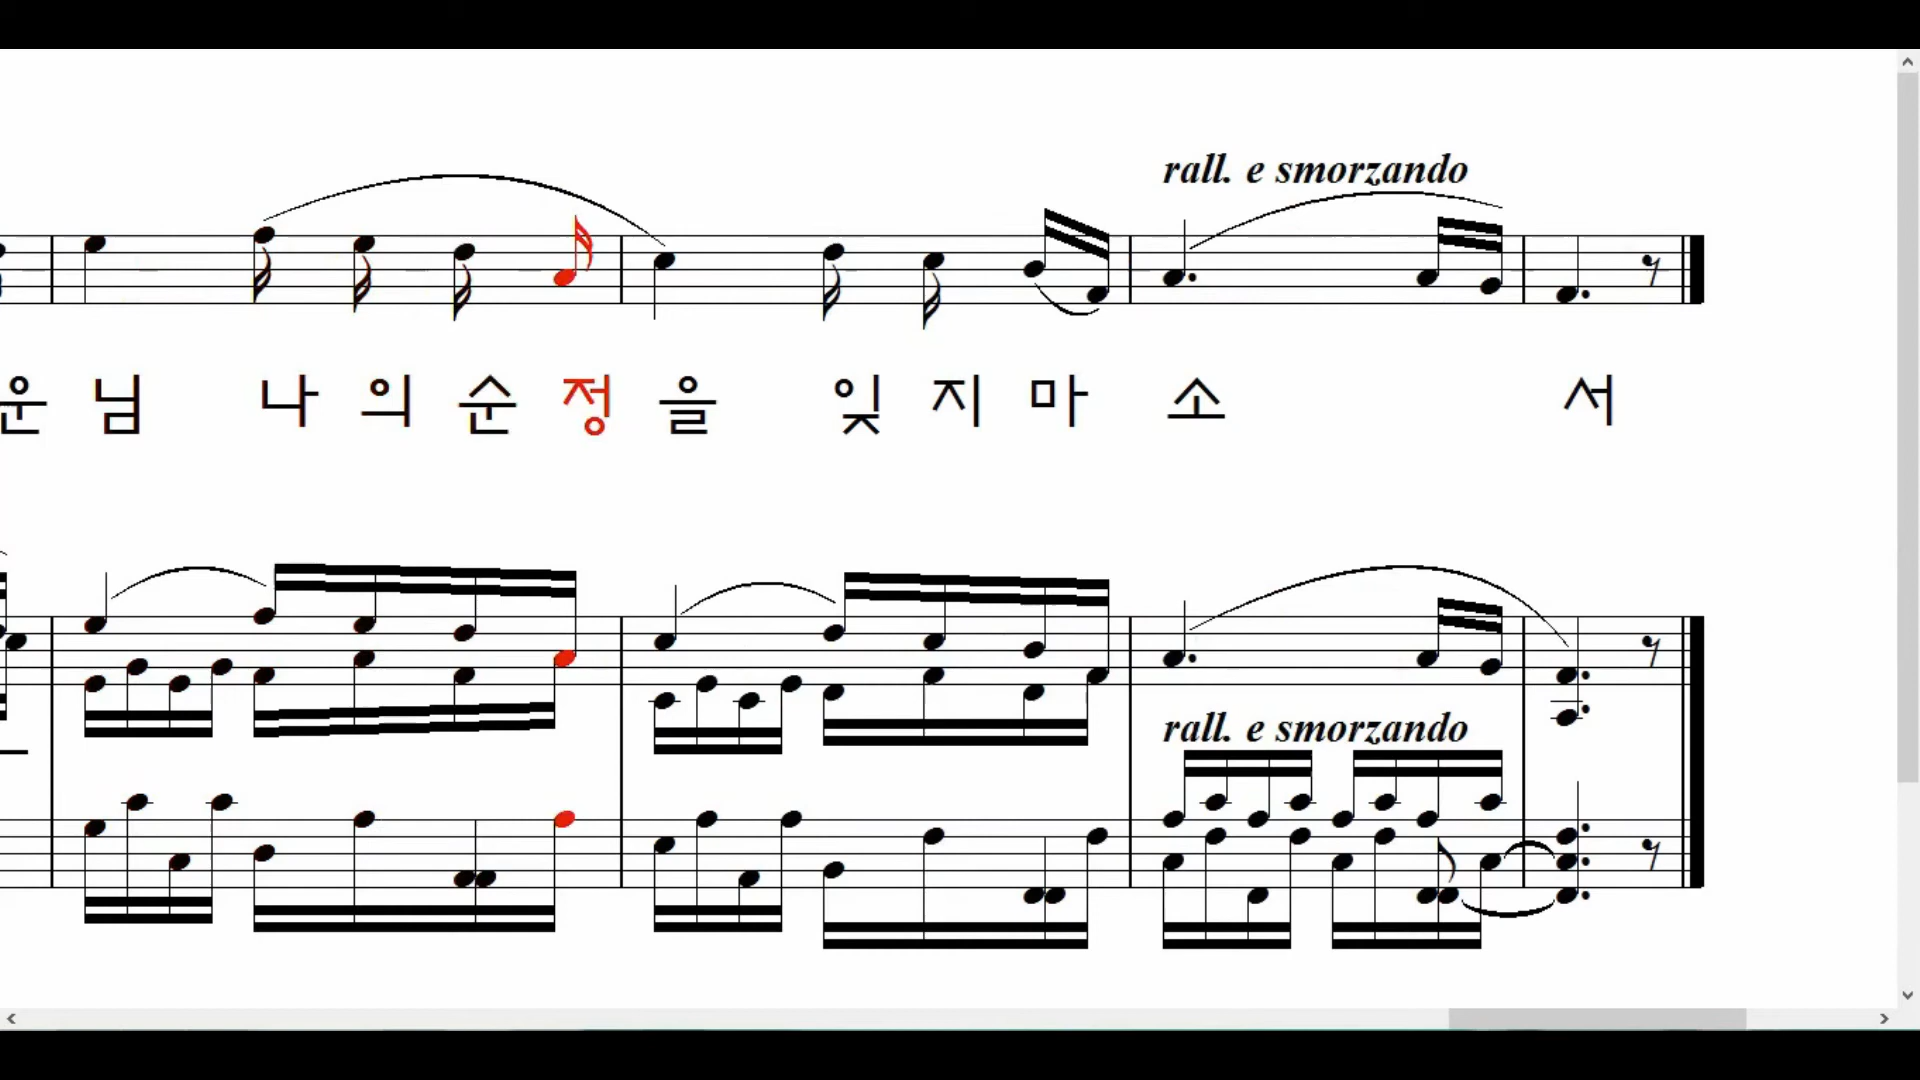 rall. e smorzando
운 님 나 의 순 정 을 잊 지 마 소 서
rall. e smorzando